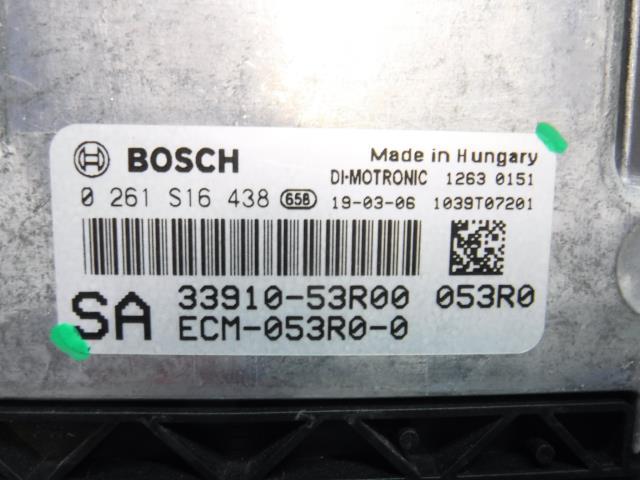 BOSCH
Made in Hungary
DI-MOTRONIC 1263 0151
0 261 S16 438 65B 19-03-06 1039T07201
SA 33910-53R00 053R0
ECM-053R0-0